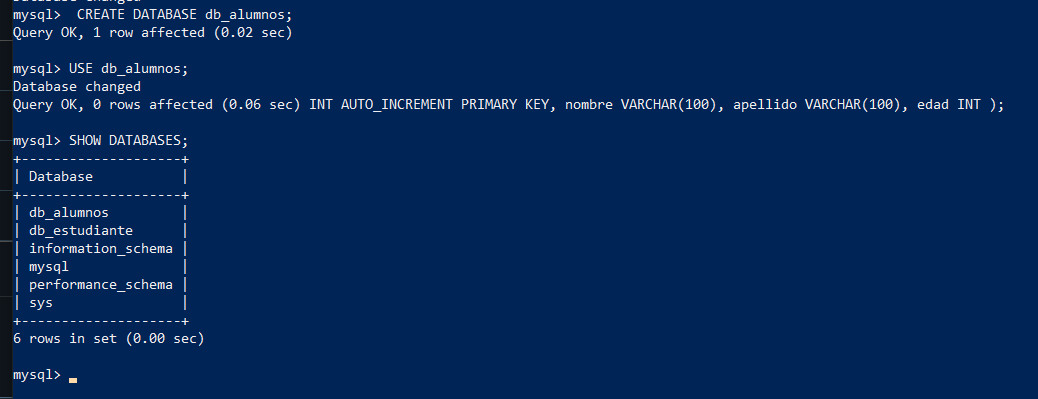 Database changed
mysql>  CREATE DATABASE db_alumnos;
Query OK, 1 row affected (0.02 sec)
mysql> USE db_alumnos;
Database changed
Query OK, 0 rows affected (0.06 sec) INT AUTO_INCREMENT PRIMARY KEY, nombre VARCHAR(100), apellido VARCHAR(100), edad INT );
mysql> SHOW DATABASES;
+--------------------+
| Database           |
+--------------------+
| db_alumnos         |
| db_estudiante      |
| information_schema |
| mysql              |
| performance_schema |
| sys                |
+--------------------+
6 rows in set (0.00 sec)
mysql>